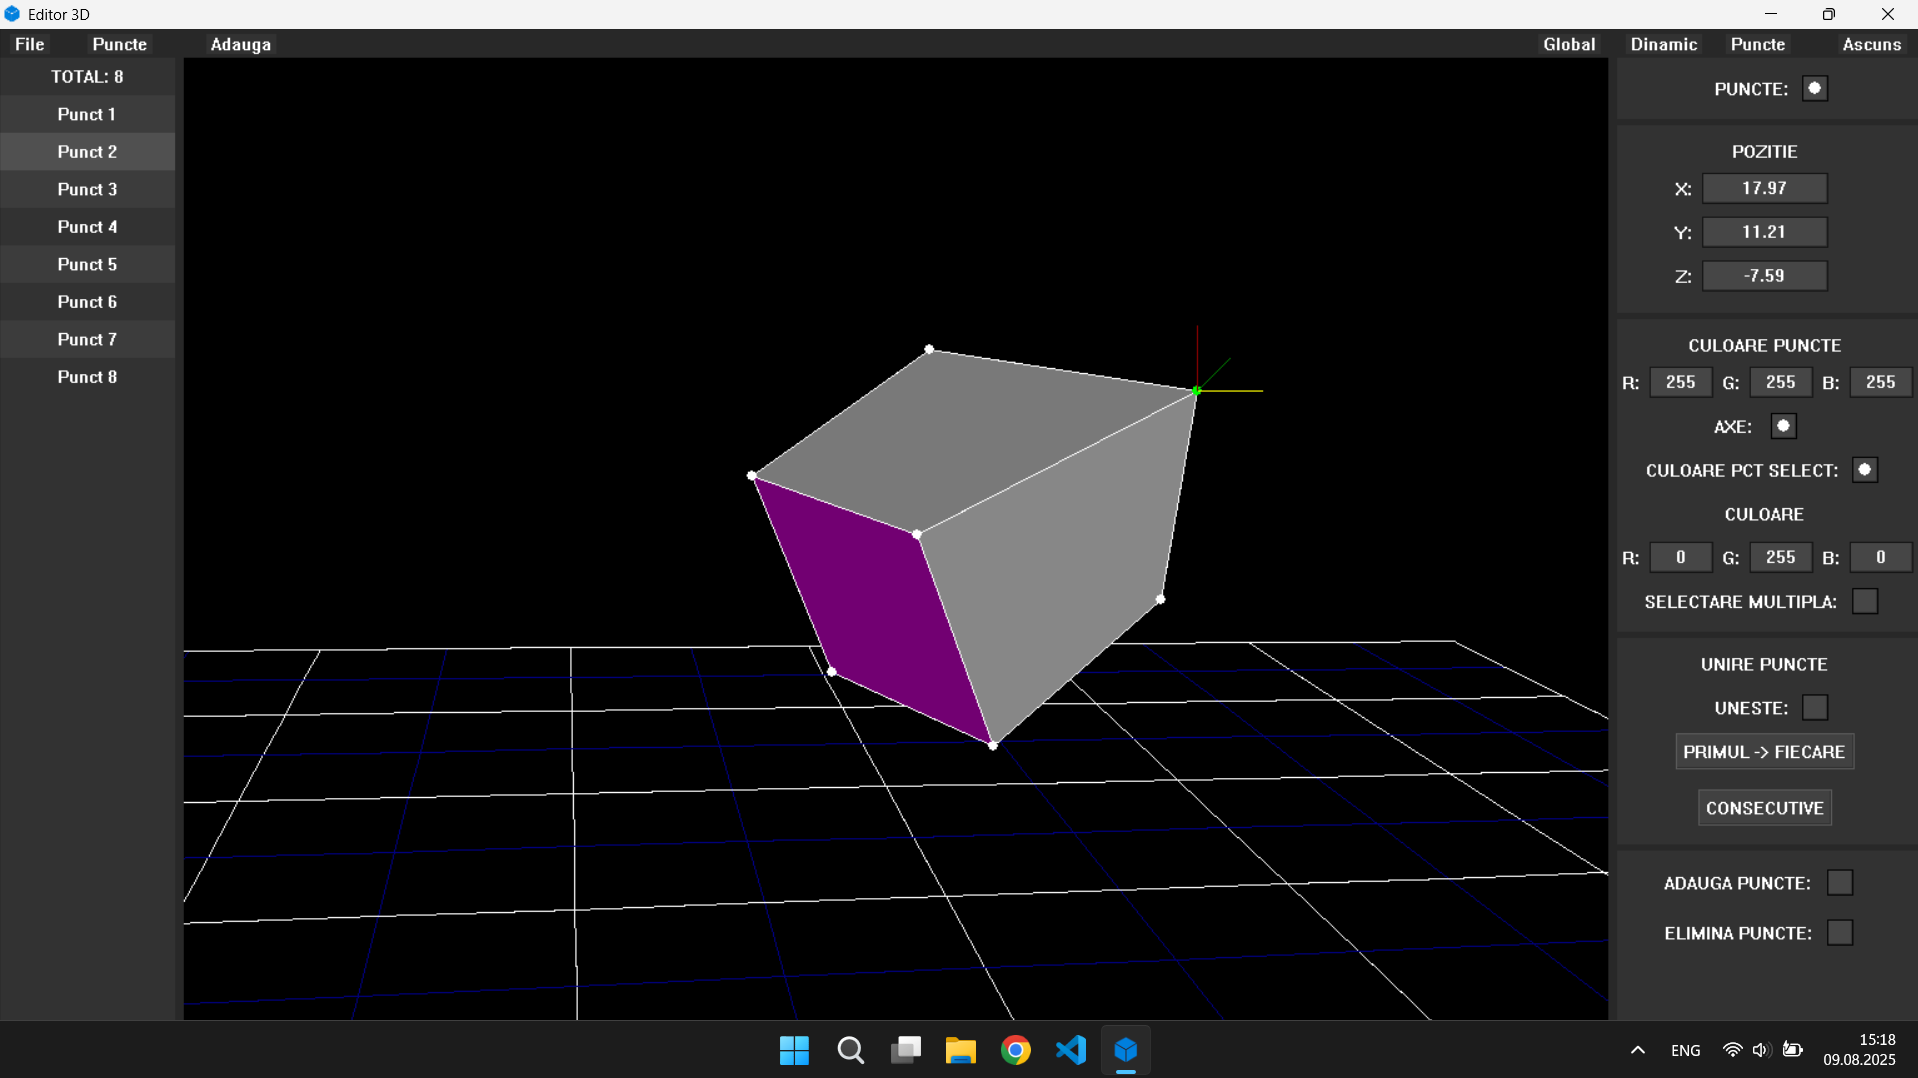 Editor 3D
File Puncte Adauga Global Dinamic Puncte Ascuns
TOTAL: 8
Punct 1
Punct 2
Punct 3
Punct 4
Punct 5
Punct 6
Punct 7
Punct 8
PUNCTE:
POZITIE
X: 17.97
Y: 11.21
Z: -7.59
CULOARE PUNCTE
R: 255 G: 255 B: 255
AXE:
CULOARE PCT SELECT:
CULOARE
R: 0 G: 255 B: 0
SELECTARE MULTIPLA:
UNIRE PUNCTE
UNESTE:
PRIMUL -> FIECARE
CONSECUTIVE
ADAUGA PUNCTE:
ELIMINA PUNCTE:
ENG
15:18
09.08.2025